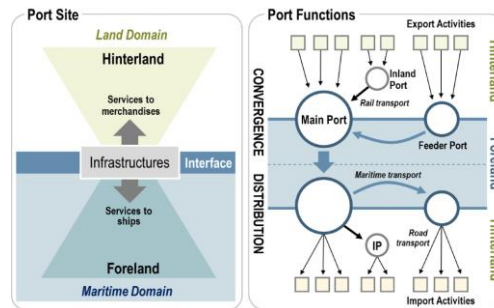 Port Site
Land Domain
Hinterland
Services to
merchandises
Infrastructures
Interface
Services to
ships
Foreland
Maritime Domain
Port Functions
Export Activities
Inland
Port
Rail transport
Main Port
Feeder Port
CONVERGENCE
DISTRIBUTION
Maritime transport
IP
Road
transport
Import Activities